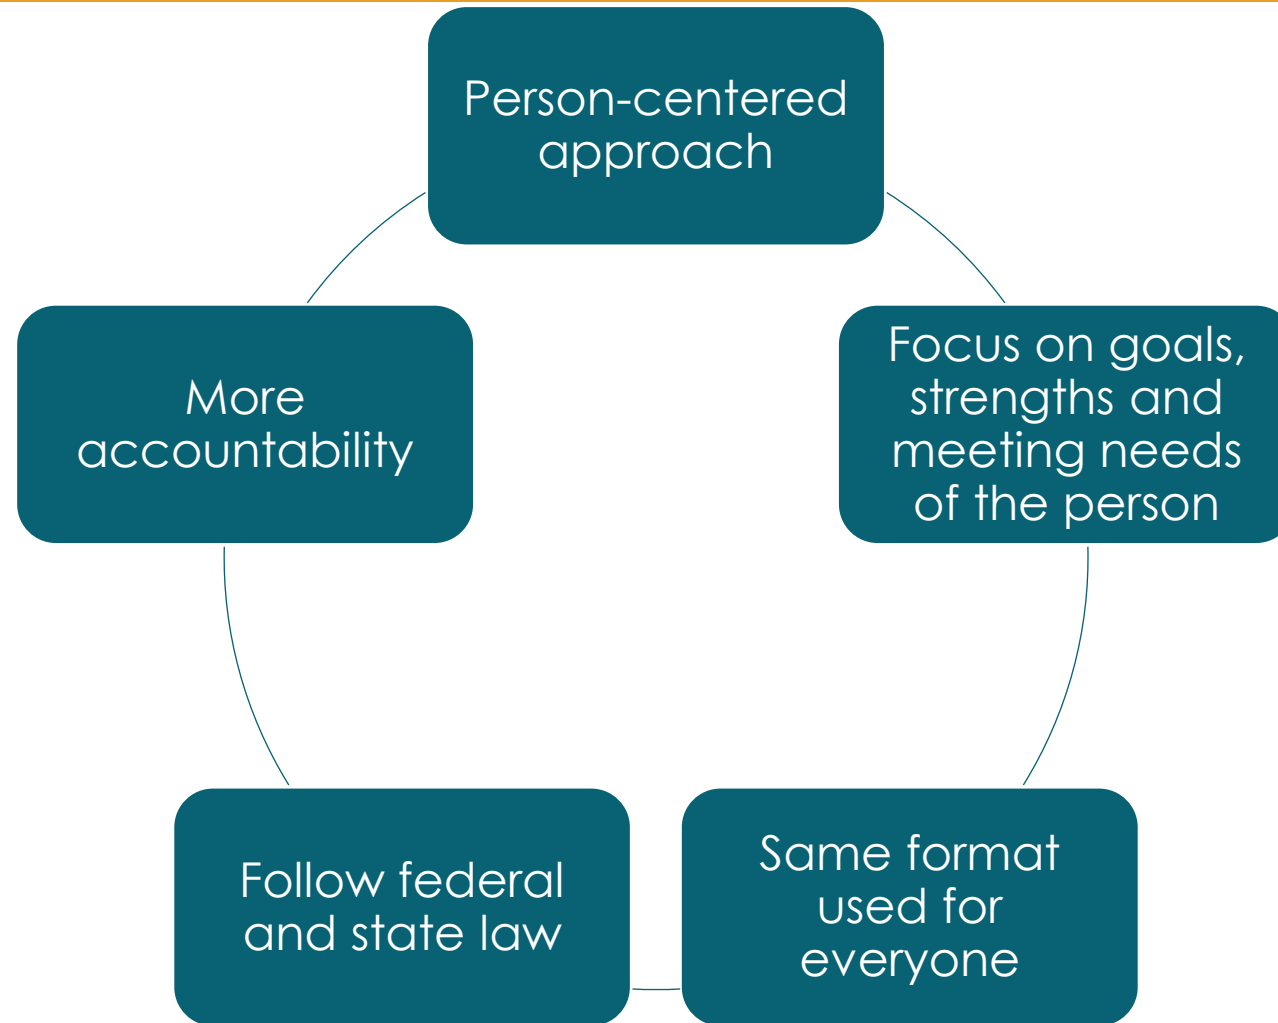 Person-centered
approach
Focus on goals,
strengths and
meeting needs
of the person
Same format
used for
everyone
Follow federal
and state law
More
accountability